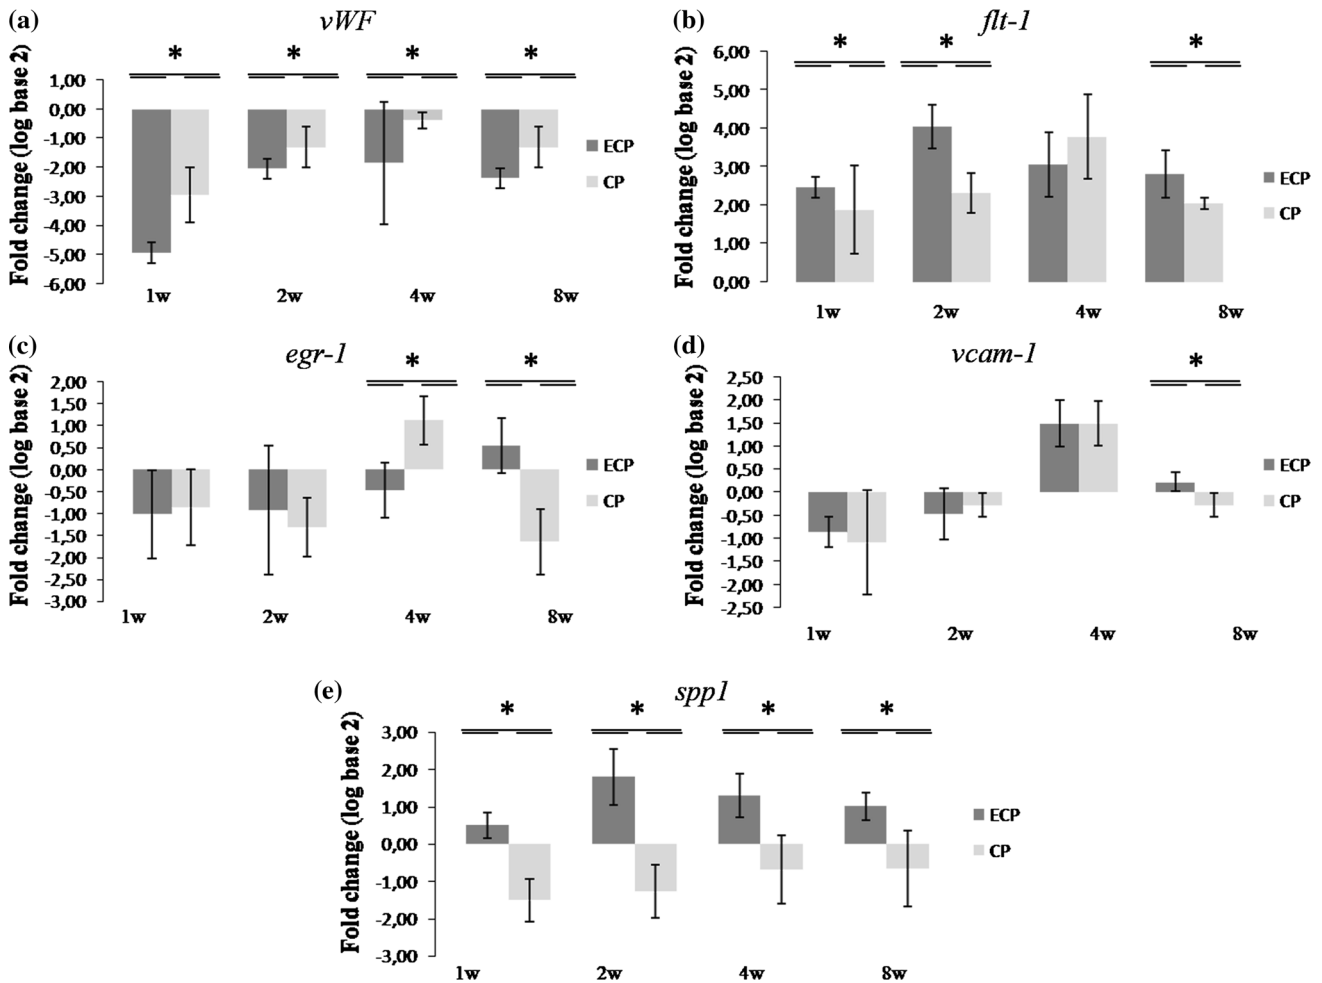 (a)
vWF
* * * *
Fold change (log base 2)
1,00
0,00
-1,00
-2,00
-3,00
-4,00
-5,00
-6,00
1w 2w 4w 8w
ECP
CP
(b)
flt-1
* * *
Fold change (log base 2)
6,00
5,00
4,00
3,00
2,00
1,00
0,00
1w 2w 4w 8w
ECP
CP
(c)
egr-1
* *
Fold change (log base 2)
2,00
1,50
1,00
0,50
0,00
-0,50
-1,00
-1,50
-2,00
-2,50
-3,00
1w 2w 4w 8w
ECP
CP
(d)
vcam-1
*
Fold change (log base 2)
2,50
2,00
1,50
1,00
0,50
0,00
-0,50
-1,00
-1,50
-2,00
-2,50
1w 2w 4w 8w
ECP
CP
(e)
spp1
* * * *
Fold change (log base 2)
3,00
2,00
1,00
0,00
-1,00
-2,00
-3,00
1w 2w 4w 8w
ECP
CP